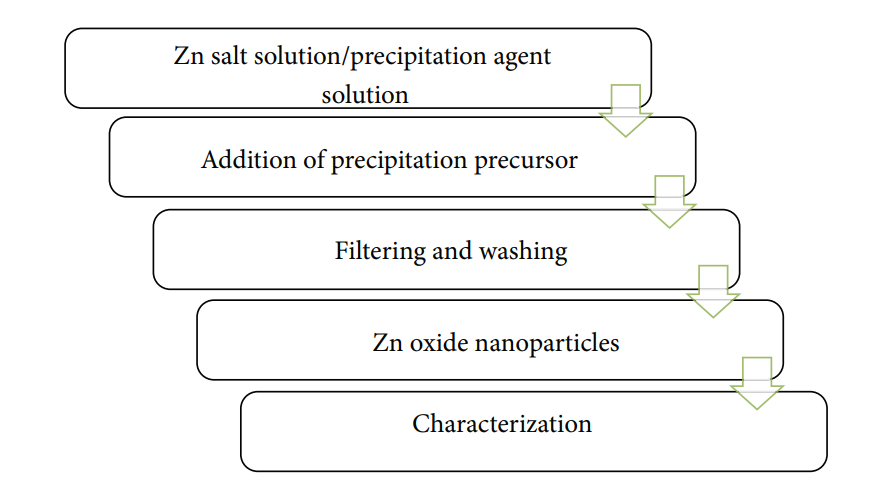 Zn salt solution/precipitation agent
solution
Addition of precipitation precursor
Filtering and washing
Zn oxide nanoparticles
Characterization